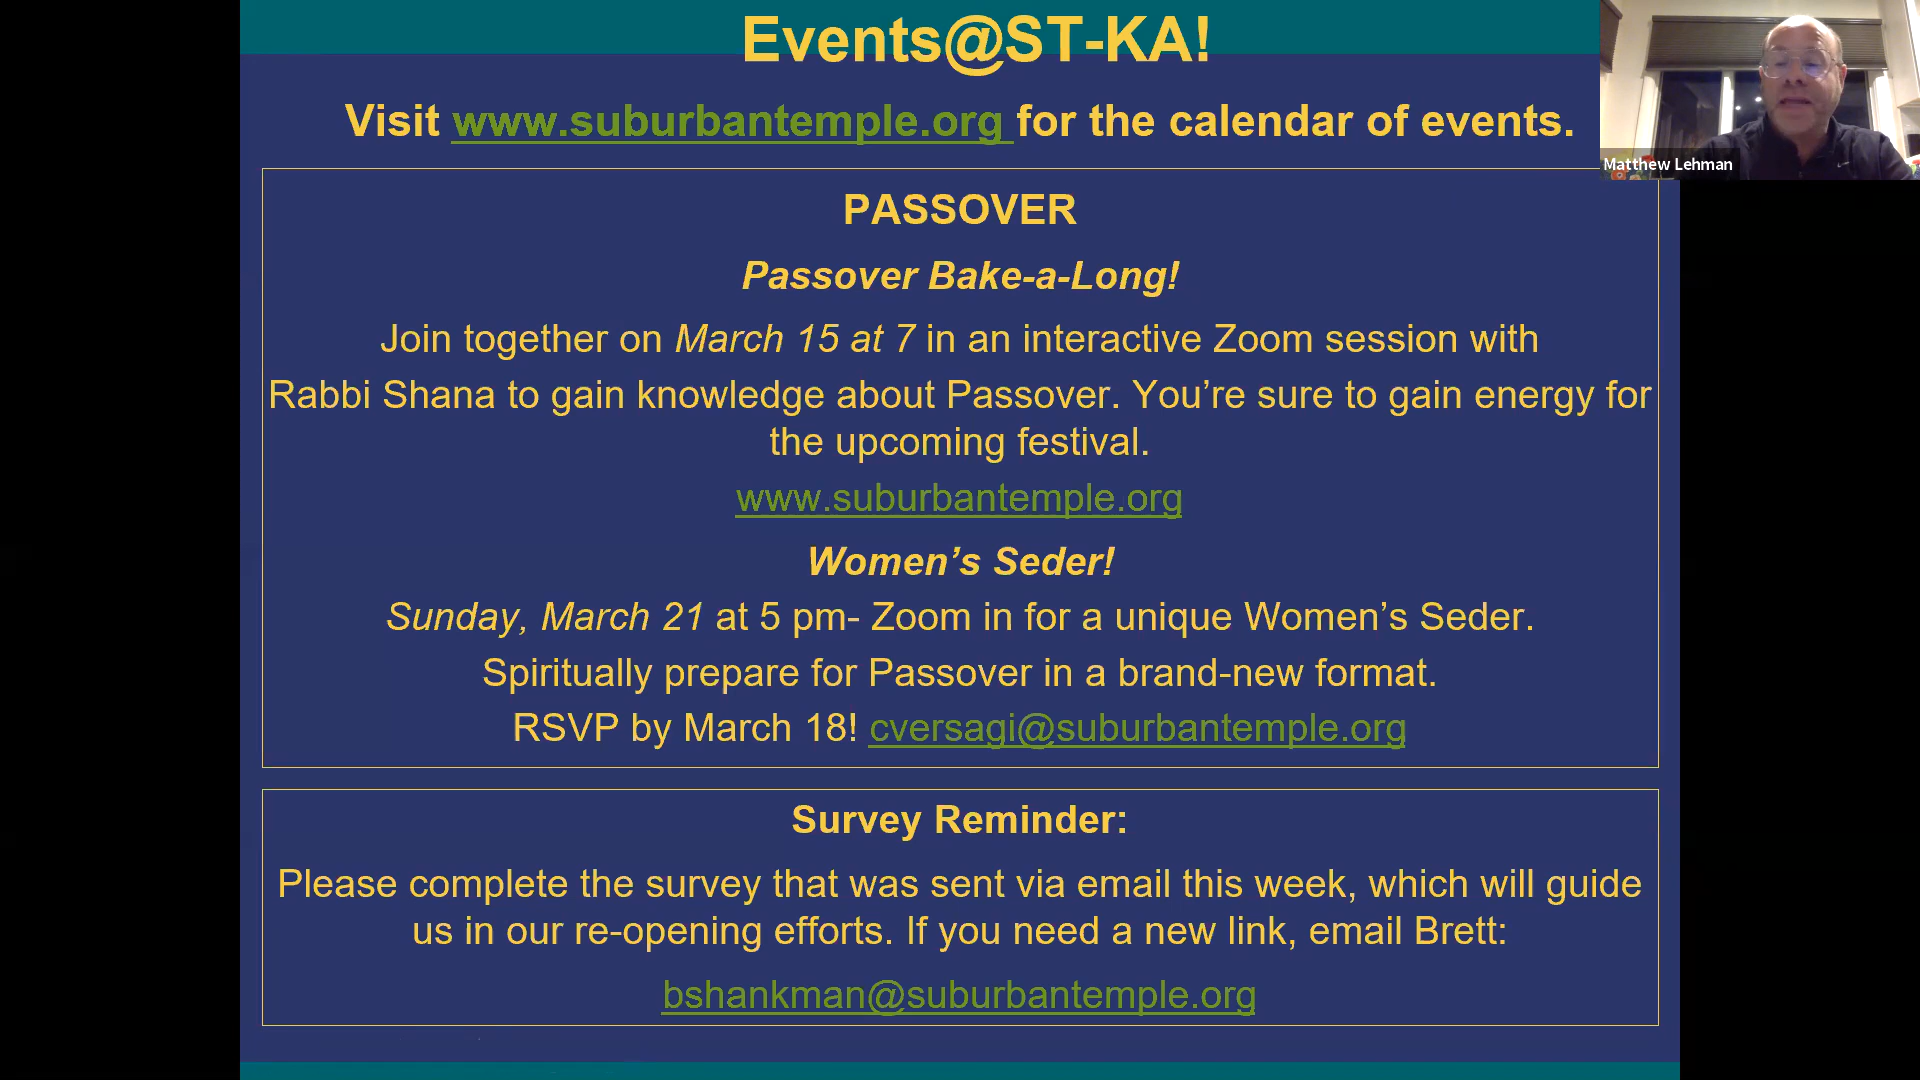 Events@ST-KA!
Visit www.suburbantemple.org for the calendar of events.
Matthew Lehman
PASSOVER
Passover Bake-a-Long!
Join together on March 15 at 7 in an interactive Zoom session with
Rabbi Shana to gain knowledge about Passover. You’re sure to gain energy for
the upcoming festival.
www.suburbantemple.org
Women’s Seder!
Sunday, March 21 at 5 pm- Zoom in for a unique Women’s Seder.
Spiritually prepare for Passover in a brand-new format.
RSVP by March 18! cversagi@suburbantemple.org
Survey Reminder:
Please complete the survey that was sent via email this week, which will guide
us in our re-opening efforts. If you need a new link, email Brett:
bshankman@suburbantemple.org